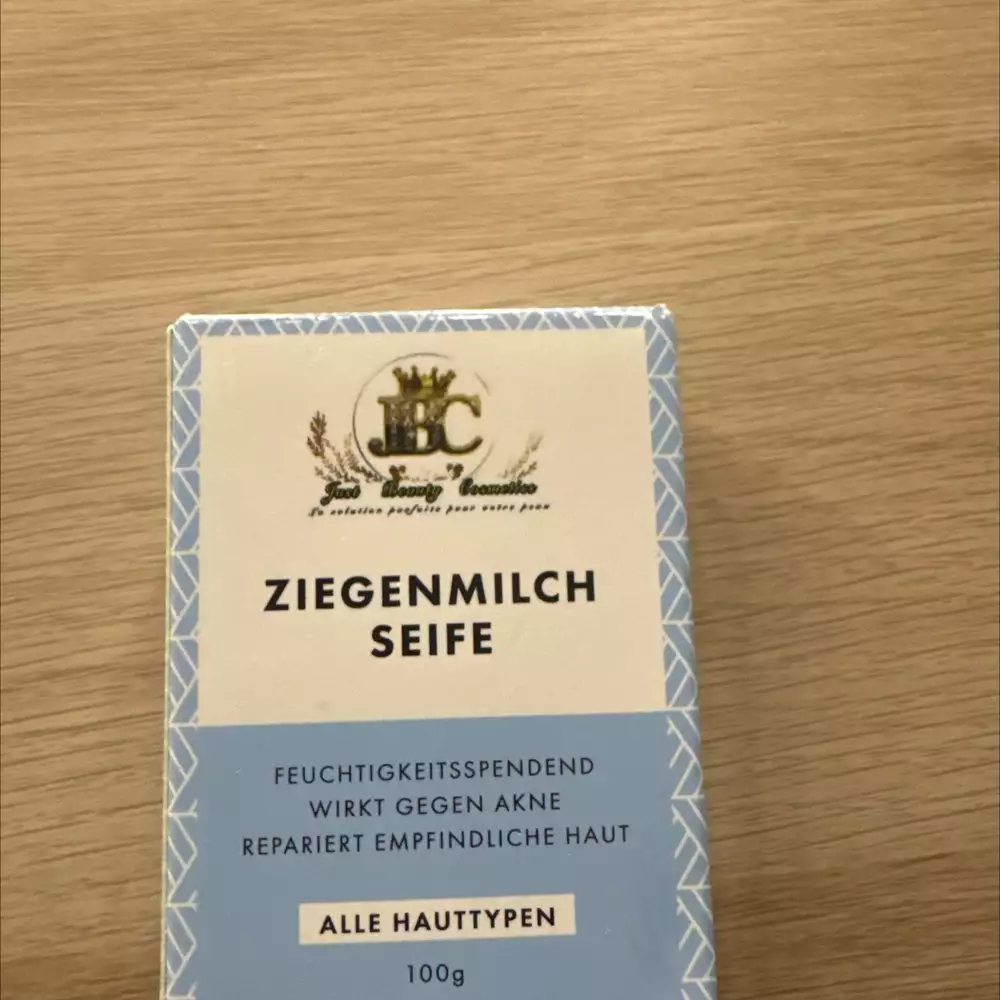 JBC
Just Beauty Cosmetics
La solution parfaite pour votre peau
ZIEGENMILCH
SEIFE
FEUCHTIGKEITSSPENDEND
WIRKT GEGEN AKNE
REPARIERT EMPFINDLICHE HAUT
ALLE HAUTTYPEN
100g